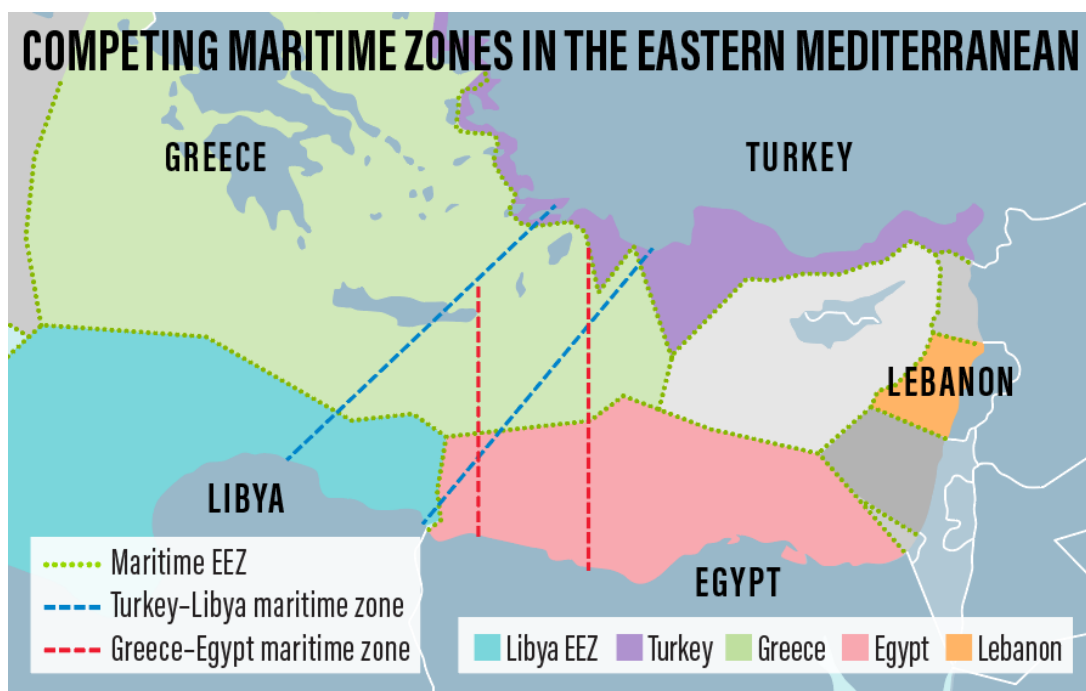 COMPETING MARITIME ZONES IN THE EASTERN MEDITERRANEAN
GREECE
TURKEY
LEBANON
LIBYA
EGYPT
Maritime EEZ
Turkey–Libya maritime zone
Greece–Egypt maritime zone
Libya EEZ
Turkey
Greece
Egypt
Lebanon